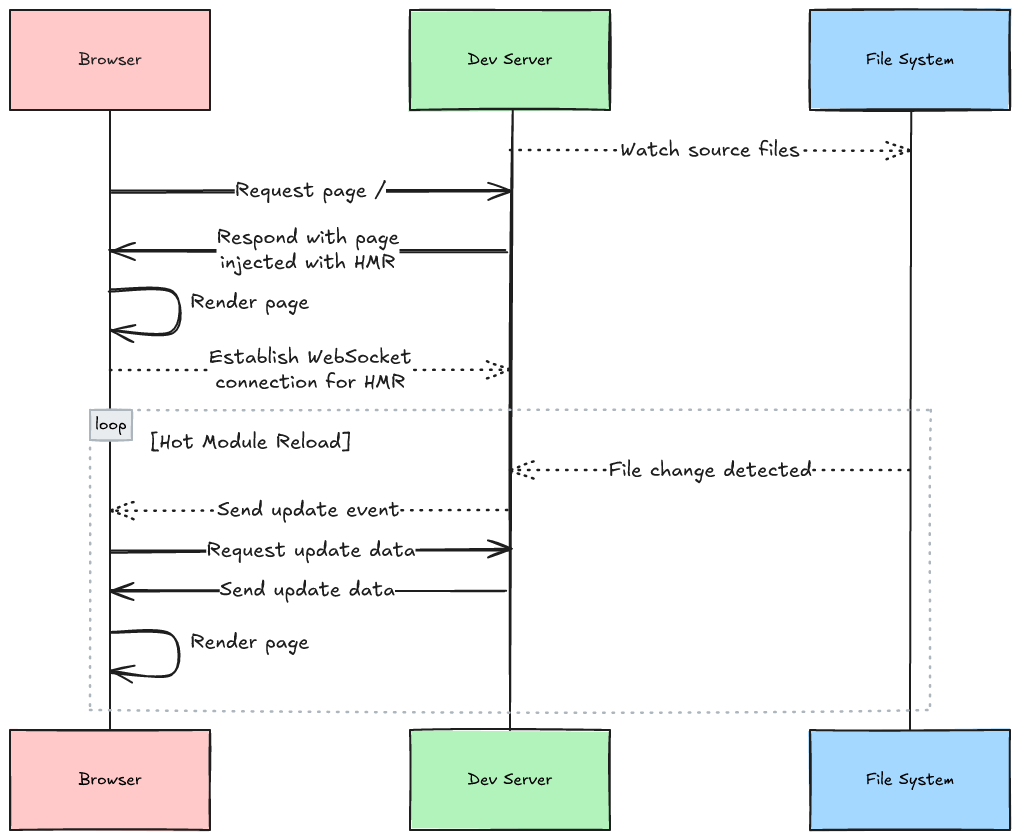 Browser
Dev Server
File System
Watch source files
Request page /
Respond with page
injected with HMR
Render page
Establish WebSocket
connection for HMR
loop
[Hot Module Reload]
File change detected
Send update event
Request update data
Send update data
Render page
Browser
Dev Server
File System